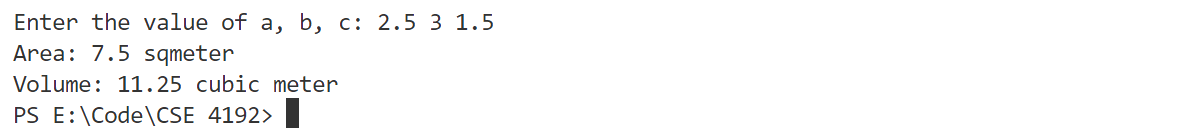 Enter the value of a, b, c: 2.5 3 1.5
Area: 7.5 sqmeter
Volume: 11.25 cubic meter
PS E:\Code\CSE 4192>